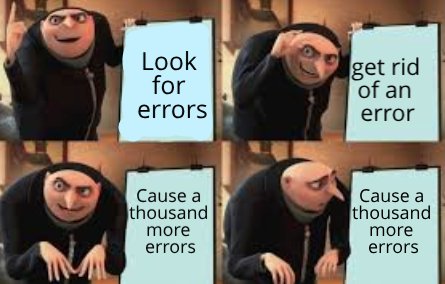 Look
for
errors
get rid
of an
error
Cause a
thousand
more
errors
Cause a
thousand
more
errors